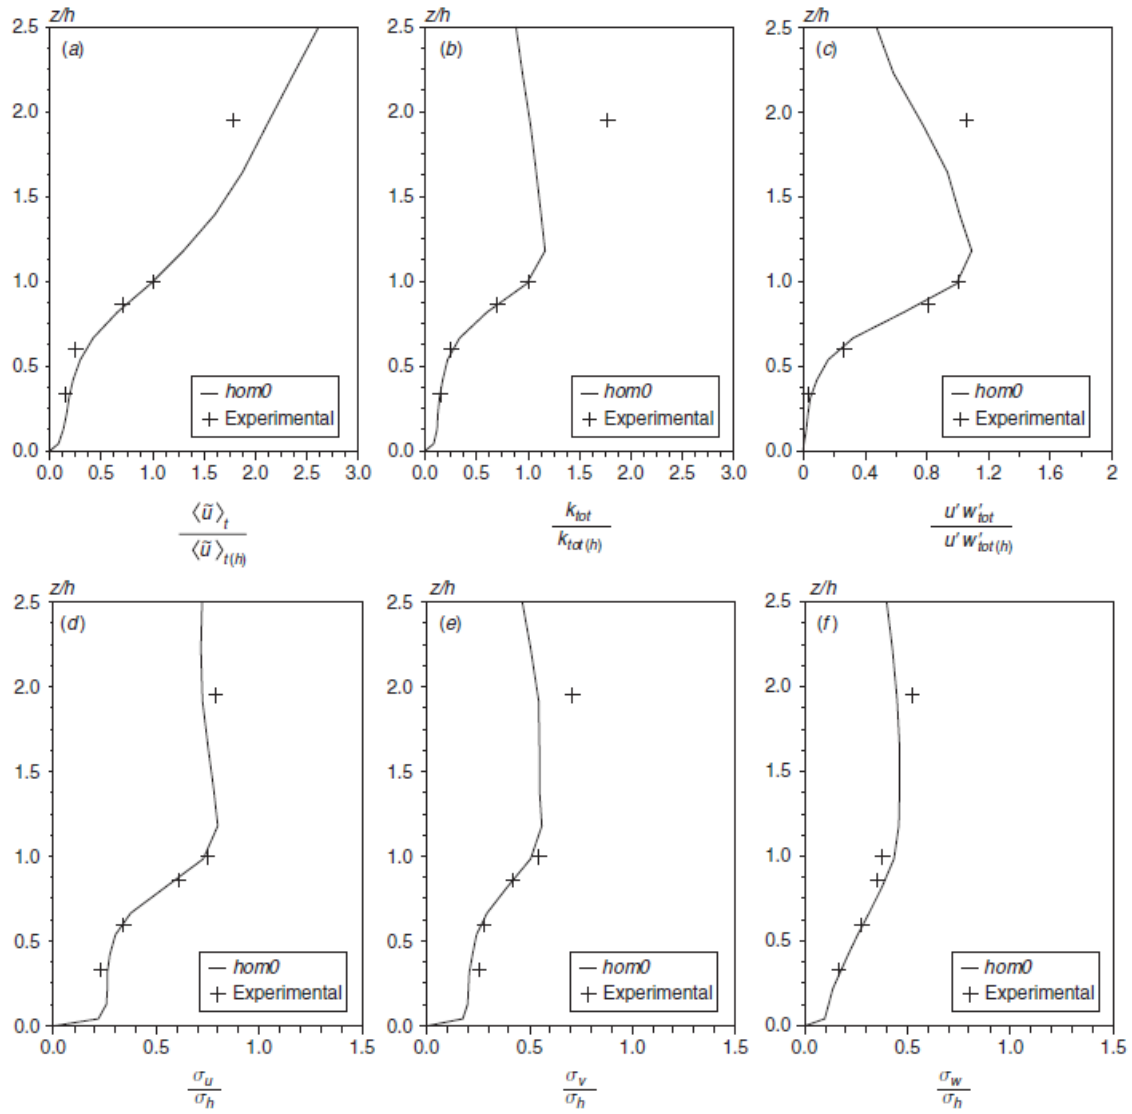 z/h z/h z/h
2.5 (a) 2.5 (b) 2.5 (c)
2.0 2.0 2.0
1.5 1.5 1.5
1.0 1.0 1.0
0.5 0.5 0.5
— hom0 — hom0 — hom0
+ Experimental + Experimental + Experimental
0.0 0.0 0.0
0.0 0.5 1.0 1.5 2.0 2.5 3.0 0.0 0.5 1.0 1.5 2.0 2.5 3.0 0 0.4 0.8 1.2 1.6 2
⟨ũ⟩t k tot u′ w′tot
⟨ũ⟩t(h) k tot(h) u′ w′tot(h)
z/h z/h z/h
2.5 2.5 2.5
(d) (e) (f)
2.0 2.0 2.0
1.5 1.5 1.5
1.0 1.0 1.0
0.5 0.5 0.5
— hom0 — hom0 — hom0
+ Experimental + Experimental + Experimental
0.0 0.0 0.0
0.0 0.5 1.0 1.5 0.0 0.5 1.0 1.5 0.0 0.5 1.0 1.5
σu σv σw
σh σh σh